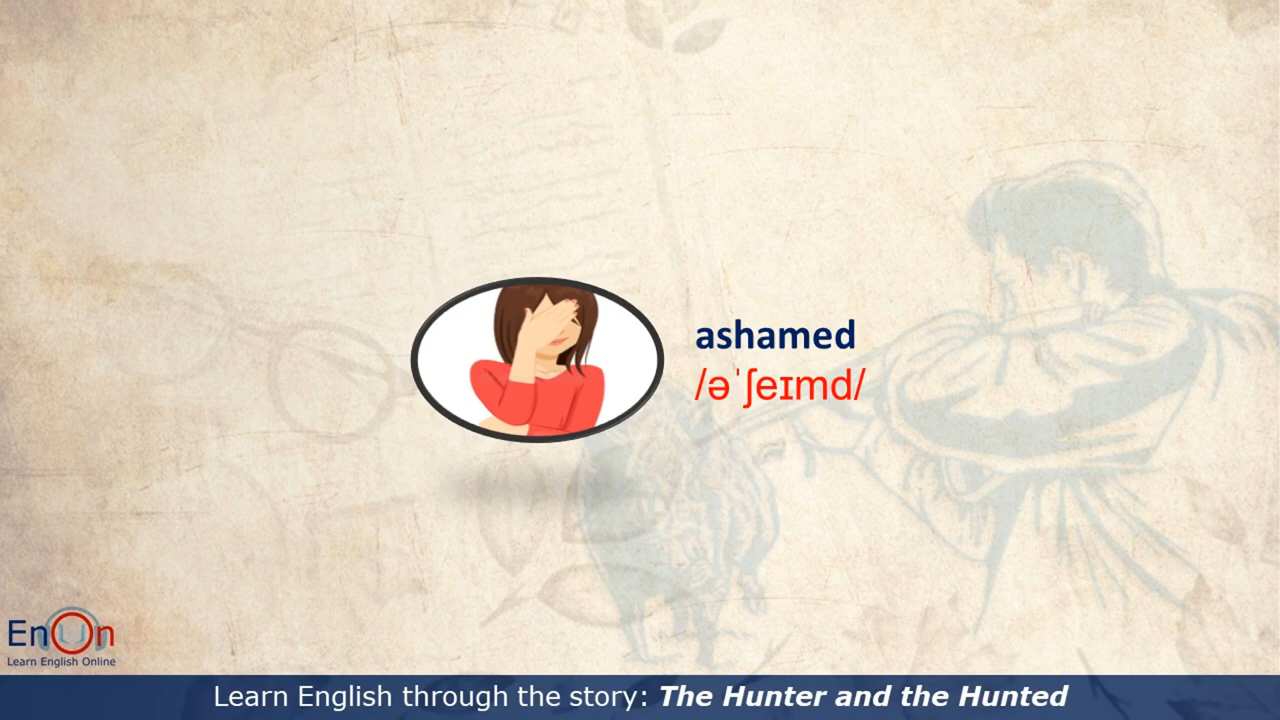 ashamed
/əˈʃeɪmd/
EnOn
Learn English Online
Learn English through the story: The Hunter and the Hunted